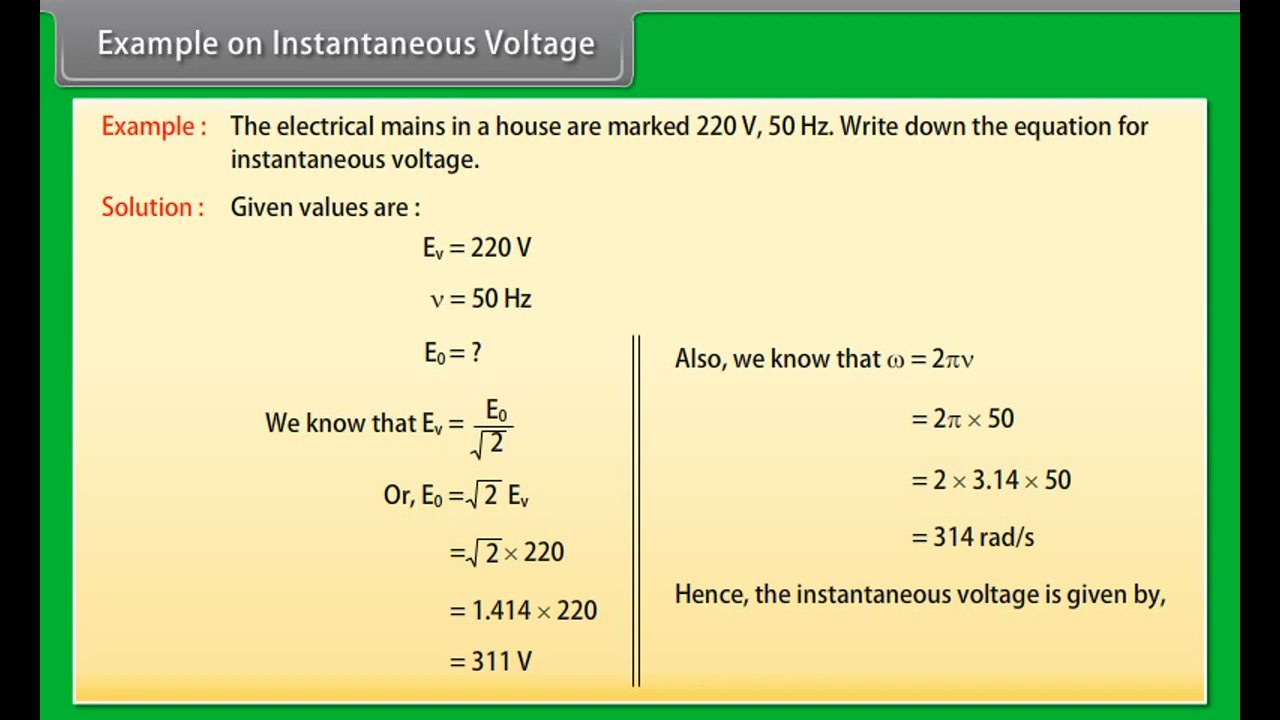 Example on Instantaneous Voltage
Example : The electrical mains in a house are marked 220 V, 50 Hz. Write down the equation for
instantaneous voltage.
Solution : Given values are :
Eᵥ = 220 V
ν = 50 Hz
E₀ = ?
We know that Eᵥ = E₀/√2
Or, E₀ = √2 Eᵥ
= √2 × 220
= 1.414 × 220
= 311 V
Also, we know that ω = 2πν
= 2π × 50
= 2 × 3.14 × 50
= 314 rad/s
Hence, the instantaneous voltage is given by,